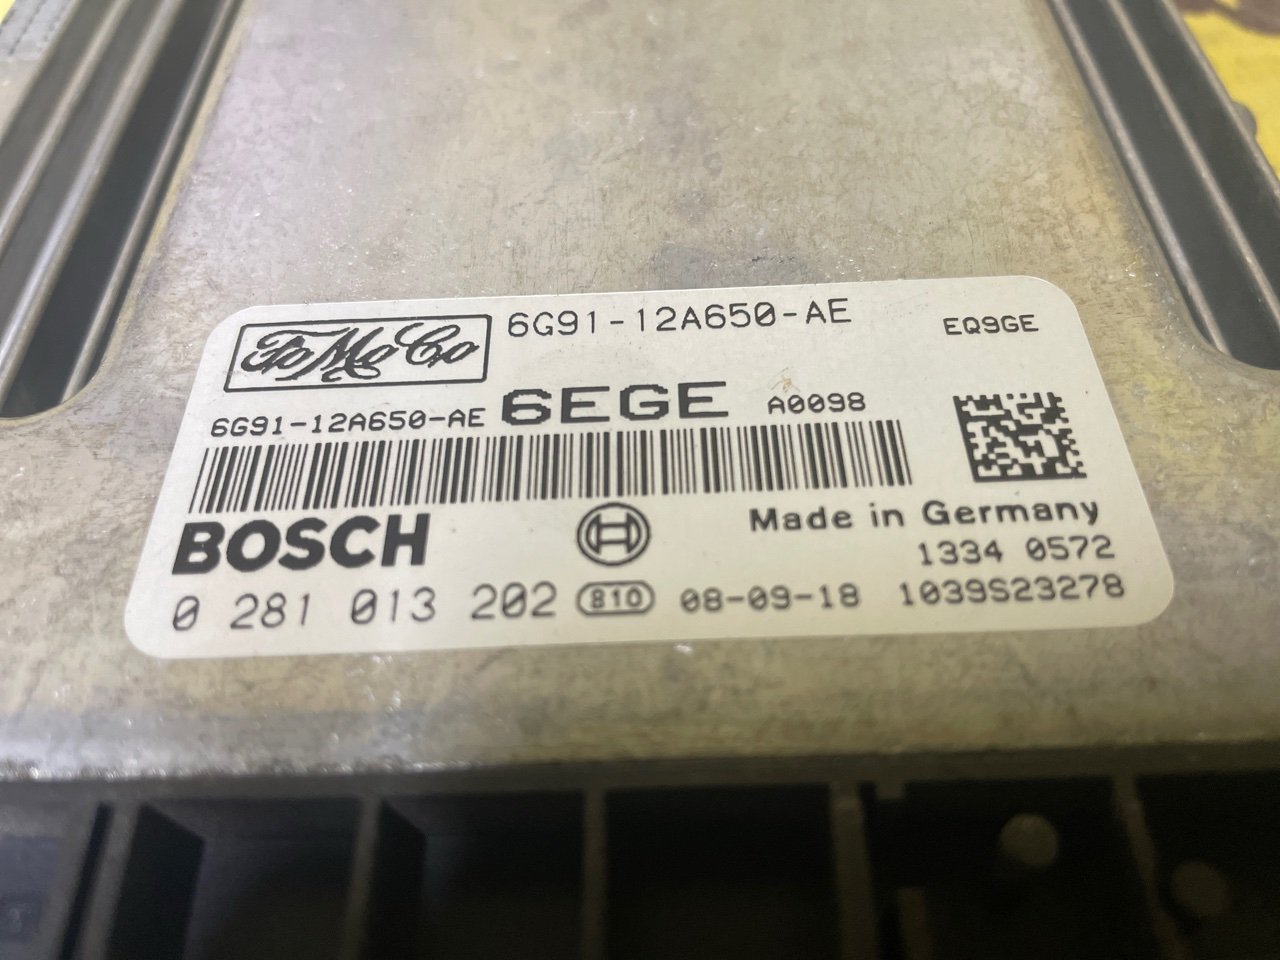 FoMoCo 6G91-12A650-AE EQ9GE
6G91-12A650-AE 6EGE A0098
BOSCH Made in Germany
1334 0572
0 281 013 202 810 08-09-18 1039S23278